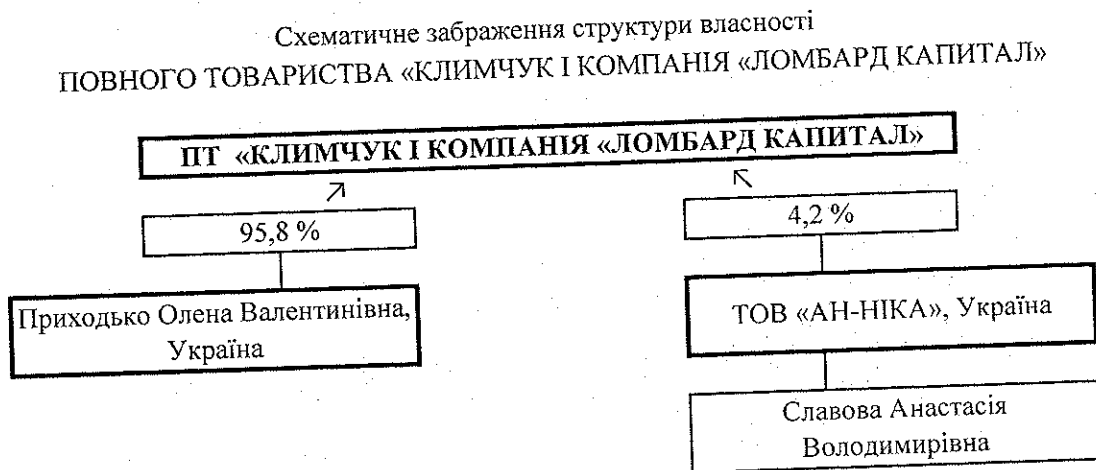 Схематичне забраження структури власності
ПОВНОГО ТОВАРИСТВА «КЛИМЧУК І КОМПАНІЯ «ЛОМБАРД КАПИТАЛ»
ПТ «КЛИМЧУК І КОМПАНІЯ «ЛОМБАРД КАПИТАЛ»
95,8 %
4,2 %
Приходько Олена Валентинівна,
Україна
ТОВ «АН-НІКА», Україна
Славова Анастасія
Володимирівна